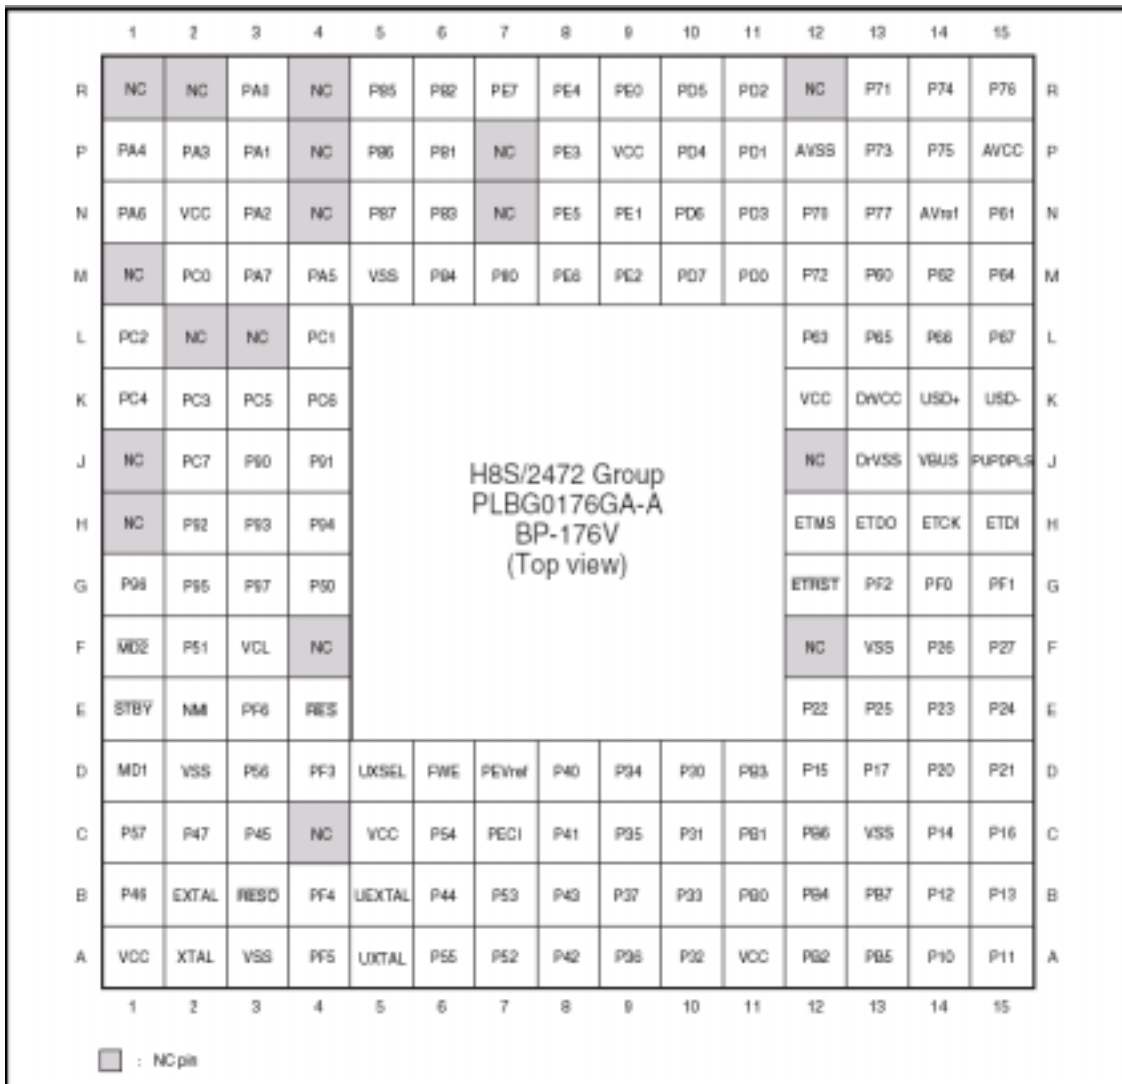 1 2 3 4 5 6 7 8 9 10 11 12 13 14 15
R NC NC PA0 NC P85 P82 PE7 PE4 PE0 PD5 PD2 NC P71 P74 P76 R
P PA4 PA3 PA1 NC P86 P81 NC PE3 VCC PD4 PD1 AVSS P73 P75 AVCC P
N PA6 VCC PA2 NC P87 P83 NC PE5 PE1 PD6 PD3 P70 P77 AVref P61 N
M NC PC0 PA7 PA5 VSS P84 P80 PE6 PE2 PD7 PD0 P72 P60 P62 P64 M
L PC2 NC NC PC1 P63 P65 P66 P67 L
K PC4 PC3 PC5 PC6 VCC DrVCC USD+ USD- K
J NC PC7 P90 P91 NC DrVSS VBUS PUPDPLS J
H8S/2472 Group
PLBG0176GA-A
BP-176V
(Top view)
H NC P92 P93 P94 ETMS ETDO ETCK ETDI H
G P96 P95 P97 P50 ETRST PF2 PF0 PF1 G
F MD2 P51 VCL NC NC VSS P26 P27 F
E STBY NMI PF6 RES P22 P25 P23 P24 E
D MD1 VSS P56 PF3 UXSEL FWE PEVref P40 P34 P30 PB3 P15 P17 P20 P21 D
C P57 P47 P45 NC VCC P54 PECI P41 P35 P31 PB1 PB6 VSS P14 P16 C
B P46 EXTAL RESO PF4 UEXTAL P44 P53 P43 P37 P33 PB0 PB4 PB7 P12 P13 B
A VCC XTAL VSS PF5 UXTAL P55 P52 P42 P36 P32 VCC PB2 PB5 P10 P11 A
1 2 3 4 5 6 7 8 9 10 11 12 13 14 15
: NC pin